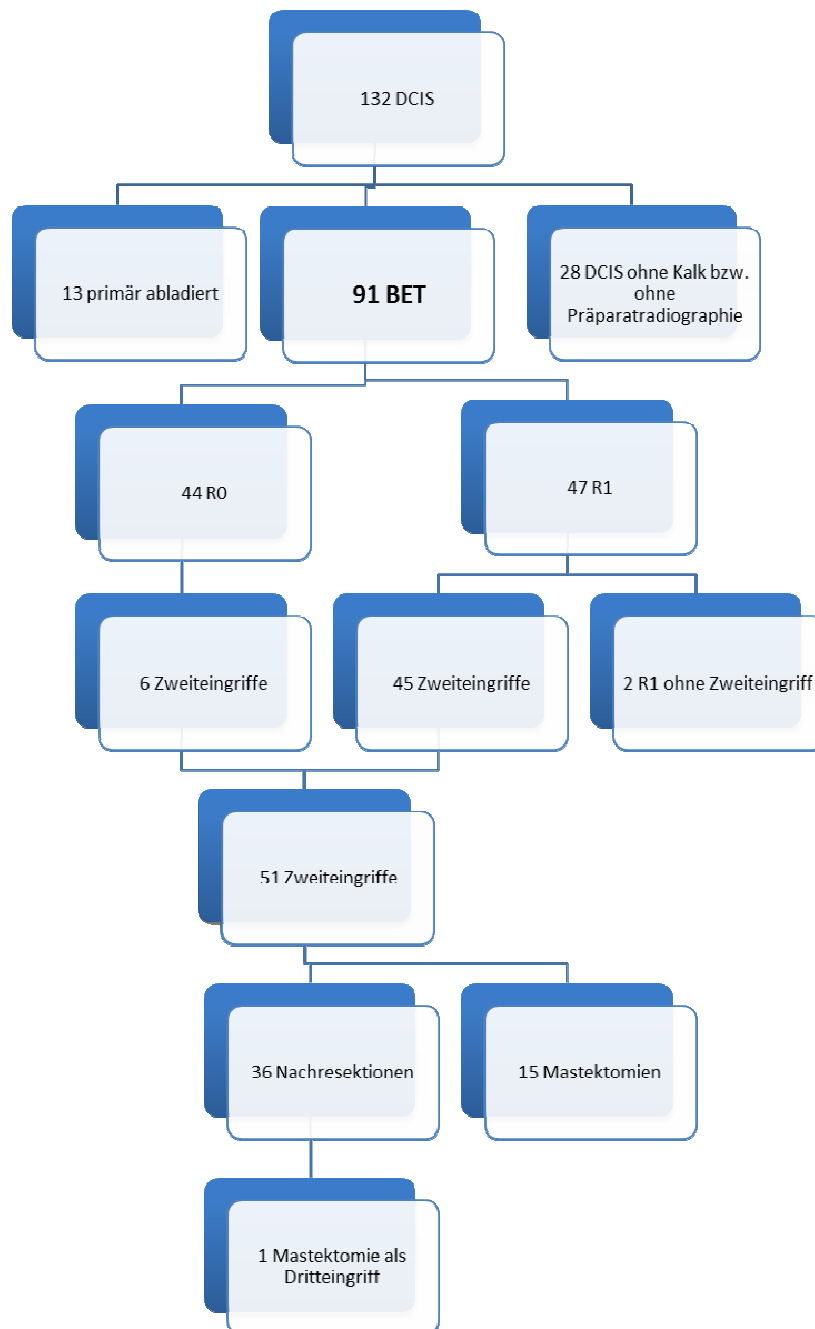 132 DCIS
13 primär abladiert
91 BET
28 DCIS ohne Kalk bzw.
ohne
Präparatradiographie
44 R0
47 R1
6 Zweiteingriffe
45 Zweiteingriffe
2 R1 ohne Zweiteingriff
51 Zweiteingriffe
36 Nachresektionen
15 Mastektomien
1 Mastektomie als
Dritteingriff